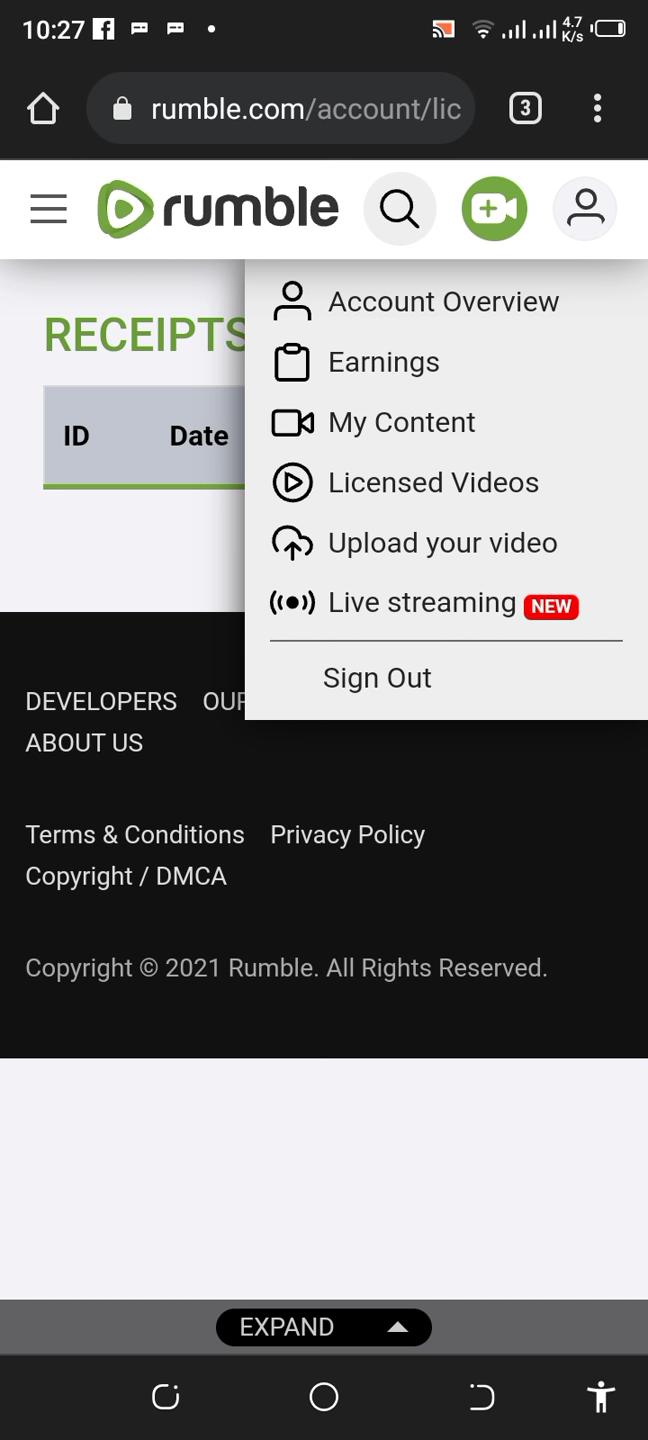 10:27
4.7
K/s
rumble.com/account/lic
3
rumble
Account Overview
RECEIPTS
Earnings
ID Date
My Content
Licensed Videos
Upload your video
Live streaming NEW
Sign Out
DEVELOPERS
ABOUT US
Terms & Conditions Privacy Policy
Copyright / DMCA
Copyright © 2021 Rumble. All Rights Reserved.
EXPAND